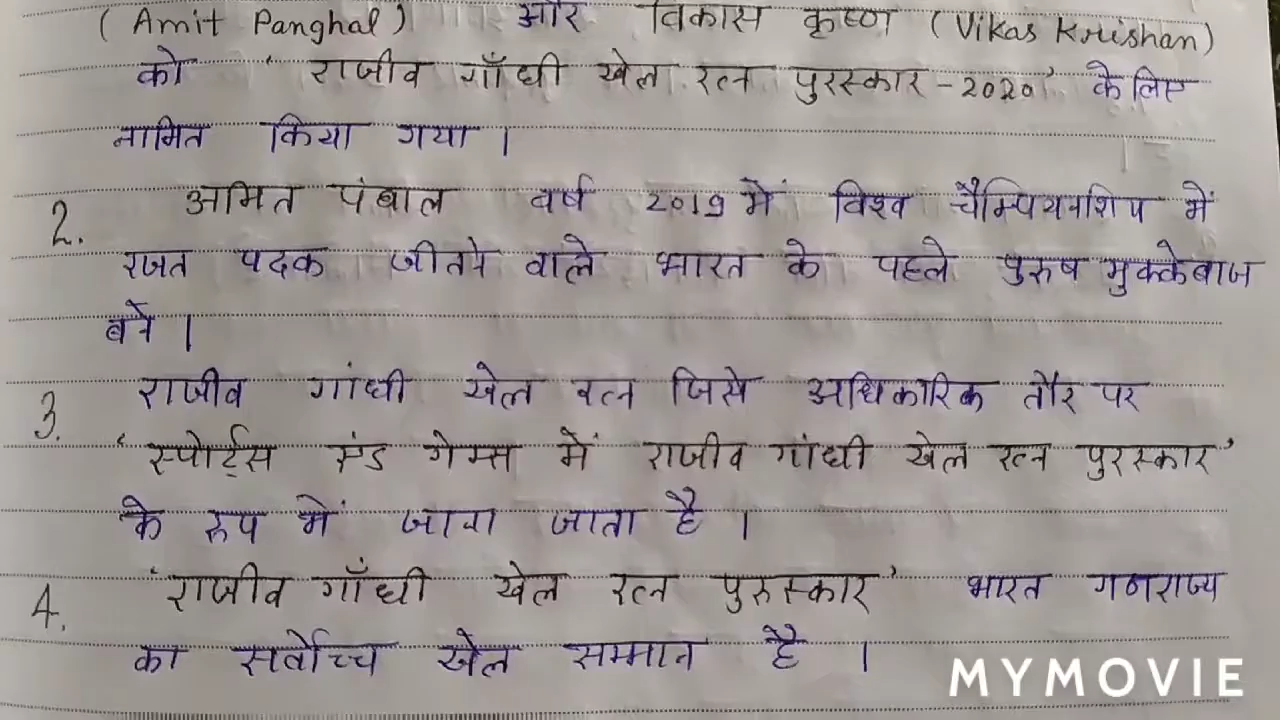 (Amit Panghal) और विकास कृष्ण (Vikas Krishan)
को 'राजीव गाँधी खेल रत्न पुरस्कार - 2020' के लिए
नामित किया गया ।
2. अमित पंघाल वर्ष 2019 में विश्व चैम्पियनशिप में
रजत पदक जीतने वाले भारत के पहले पुरुष मुक्केबाज
बने ।
3. राजीव गांधी खेल रत्न जिसे अधिकारिक तौर पर
'स्पोर्ट्स एंड गेम्स में राजीव गांधी खेल रत्न पुरस्कार'
के रुप में जाना जाता है ।
4. 'राजीव गाँधी खेल रत्न पुरुस्कार' भारत गणराज्य
का सर्वोच्च खेल सम्मान है ।
MYMOVIE